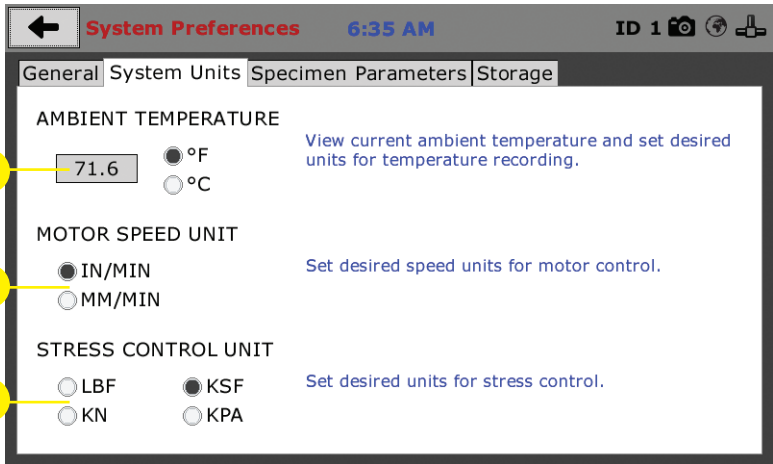 System Preferences 6:35 AM ID 1
General System Units Specimen Parameters Storage
AMBIENT TEMPERATURE
71.6
°F
°C
View current ambient temperature and set desired
units for temperature recording.
MOTOR SPEED UNIT
IN/MIN
MM/MIN
Set desired speed units for motor control.
STRESS CONTROL UNIT
LBF KSF
KN KPA
Set desired units for stress control.